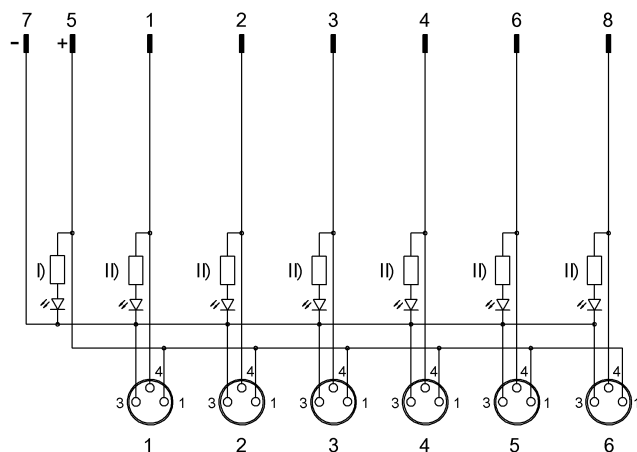 7 5 1 2 3 4 6 8
- +
I) II) II) II) II) II) II)
4 4 4 4 4 4
3 1 3 1 3 1 3 1 3 1 3 1
1 2 3 4 5 6